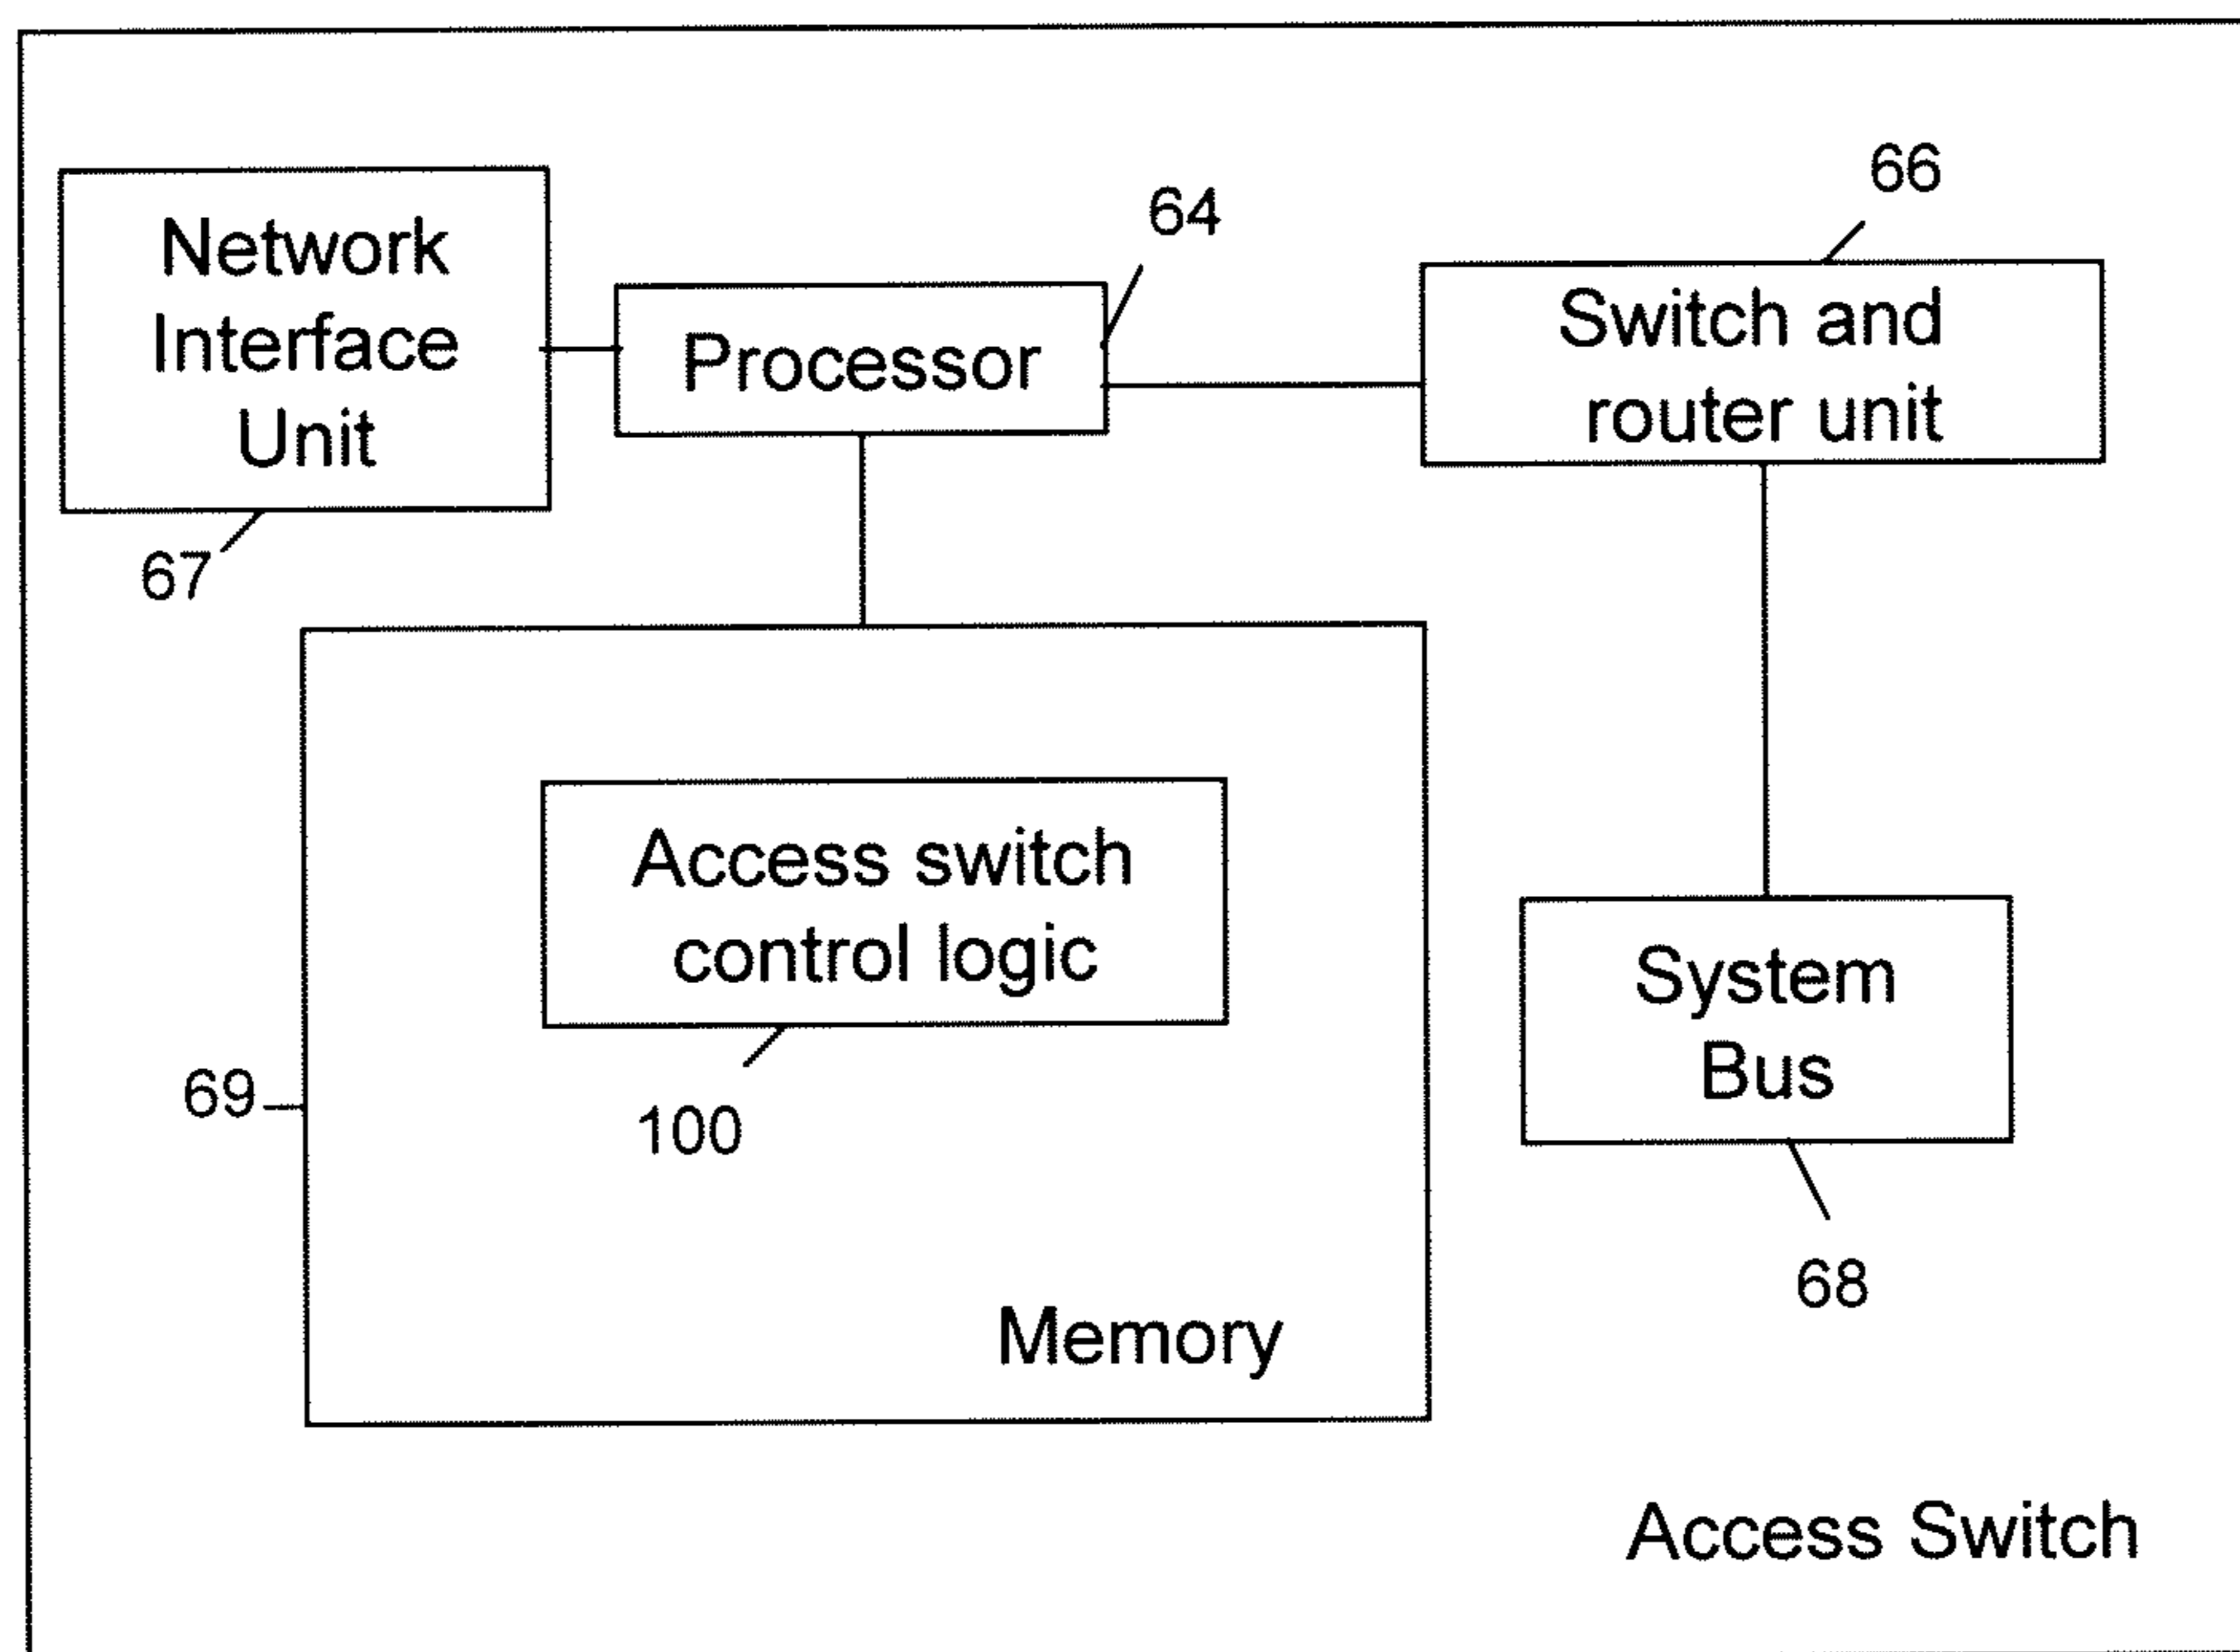 66
64
Network
Interface
Unit
Processor
Switch and
router unit
67
Access switch
control logic
System
Bus
69
100
68
Memory
Access Switch